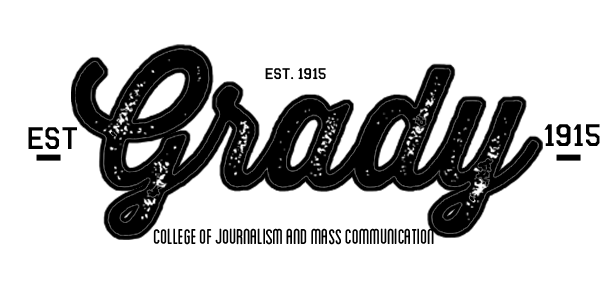 EST. 1915
EST Grady 1915
COLLEGE OF JOURNALISM AND MASS COMMUNICATION